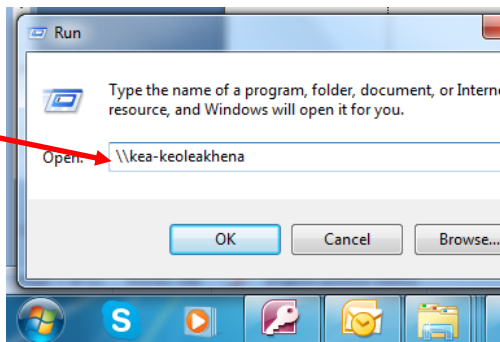 Run
Type the name of a program, folder, document, or Interne
resource, and Windows will open it for you.
Open:
\\kea-keoleakhena
OK
Cancel
Browse...